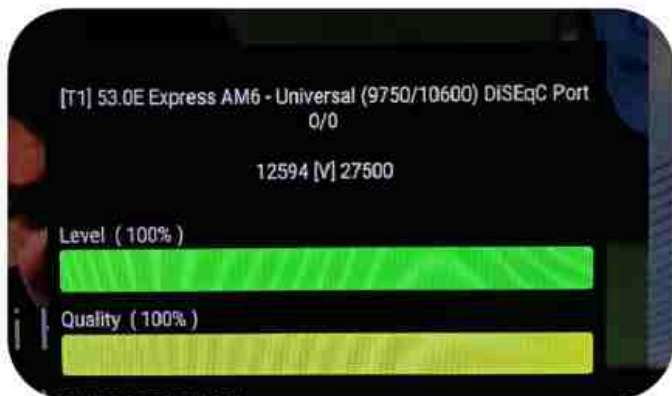 [T1] 53.0E Express AM6 - Universal (9750/10600) DiSEqC Port
0/0
12594 [V] 27500
Level ( 100% )
Quality ( 100% )